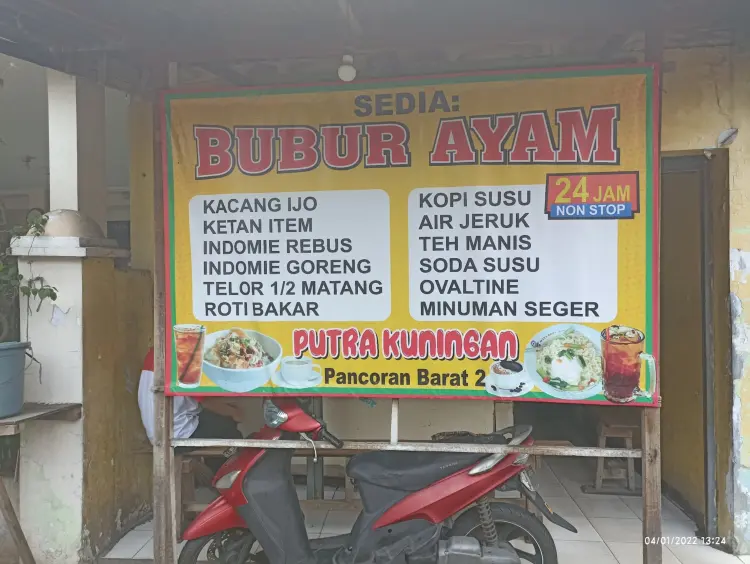 SEDIA:
BUBUR AYAM
24 JAM
NON STOP
KACANG IJO
KETAN ITEM
INDOMIE REBUS
INDOMIE GORENG
TELOR 1/2 MATANG
ROTI BAKAR
KOPI SUSU
AIR JERUK
TEH MANIS
SODA SUSU
OVALTINE
MINUMAN SEGER
PUTRA KUNINGAN
Pancoran Barat 2
04/01/2022 13:24